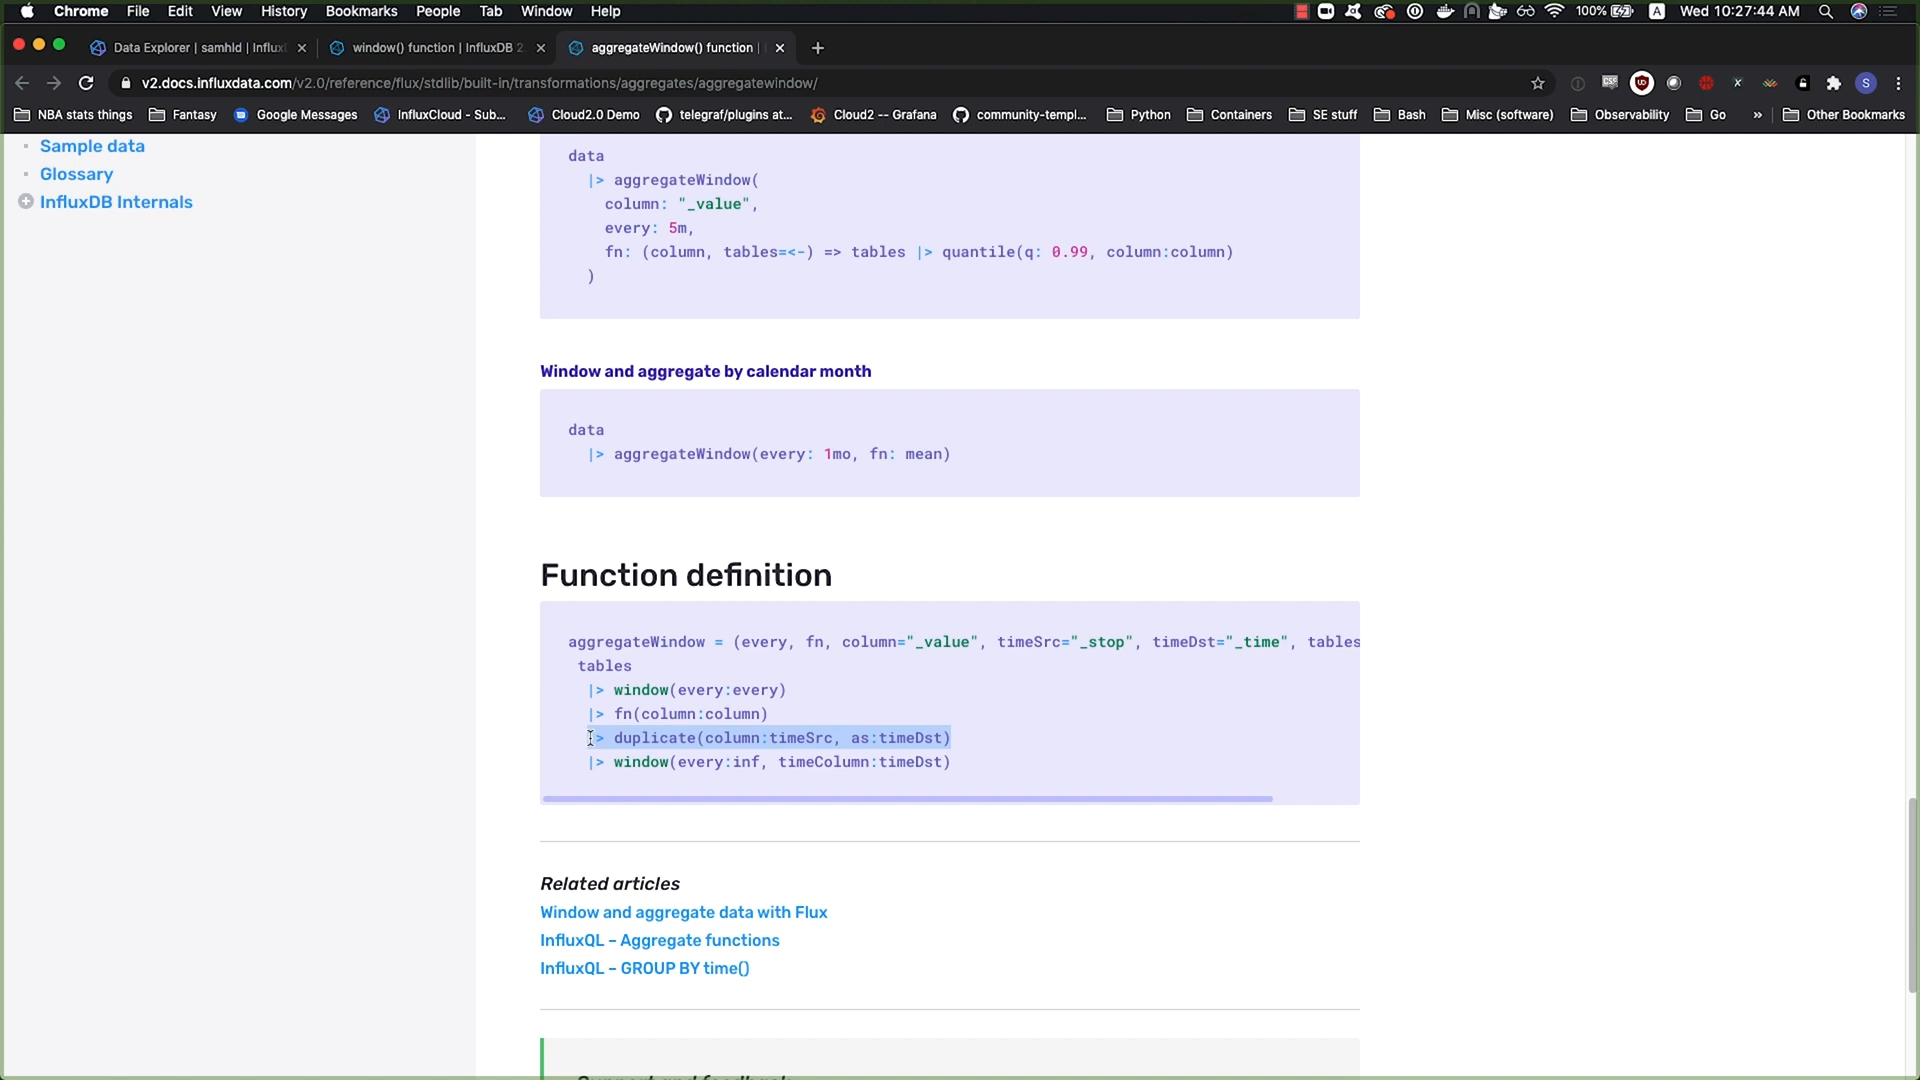 Chrome File Edit View History Bookmarks People Tab Window Help 100% A Wed 10:27:44 AM
Data Explorer | samhld | Influx
window() function | InfluxDB 2.
aggregateWindow() function |
v2.docs.influxdata.com/v2.0/reference/flux/stdlib/built-in/transformations/aggregates/aggregatewindow/
NBA stats things Fantasy Google Messages InfluxCloud - Sub... Cloud2.0 Demo telegraf/plugins at... Cloud2 -- Grafana community-templ... Python Containers SE stuff Bash Misc (software) Observability Go » Other Bookmarks
Sample data
Glossary
InfluxDB Internals
data
|> aggregateWindow(
column: "_value",
every: 5m,
fn: (column, tables=<-) => tables |> quantile(q: 0.99, column:column)
)
Window and aggregate by calendar month
data
|> aggregateWindow(every: 1mo, fn: mean)
Function definition
aggregateWindow = (every, fn, column="_value", timeSrc="_stop", timeDst="_time", tables
tables
|> window(every:every)
|> fn(column:column)
|> duplicate(column:timeSrc, as:timeDst)
|> window(every:inf, timeColumn:timeDst)
Related articles
Window and aggregate data with Flux
InfluxQL – Aggregate functions
InfluxQL – GROUP BY time()
Support and feedback